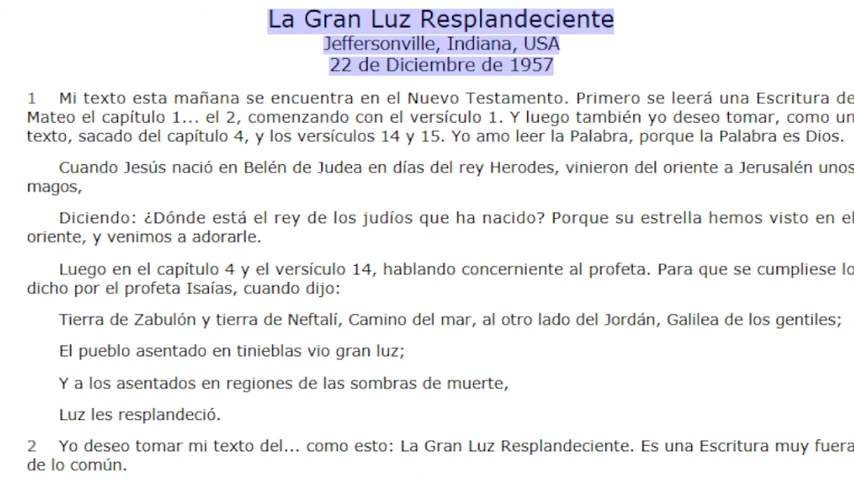 La Gran Luz Resplandeciente
Jeffersonville, Indiana, USA
22 de Diciembre de 1957
1 Mi texto esta mañana se encuentra en el Nuevo Testamento. Primero se leerá una Escritura de
Mateo el capítulo 1... el 2, comenzando con el versículo 1. Y luego también yo deseo tomar, como un
texto, sacado del capítulo 4, y los versículos 14 y 15. Yo amo leer la Palabra, porque la Palabra es Dios.
Cuando Jesús nació en Belén de Judea en días del rey Herodes, vinieron del oriente a Jerusalén unos
magos,
Diciendo: ¿Dónde está el rey de los judíos que ha nacido? Porque su estrella hemos visto en el
oriente, y venimos a adorarle.
Luego en el capítulo 4 y el versículo 14, hablando concerniente al profeta. Para que se cumpliese lo
dicho por el profeta Isaías, cuando dijo:
Tierra de Zabulón y tierra de Neftalí, Camino del mar, al otro lado del Jordán, Galilea de los gentiles;
El pueblo asentado en tinieblas vio gran luz;
Y a los asentados en regiones de las sombras de muerte,
Luz les resplandeció.
2 Yo deseo tomar mi texto del... como esto: La Gran Luz Resplandeciente. Es una Escritura muy fuera
de lo común.